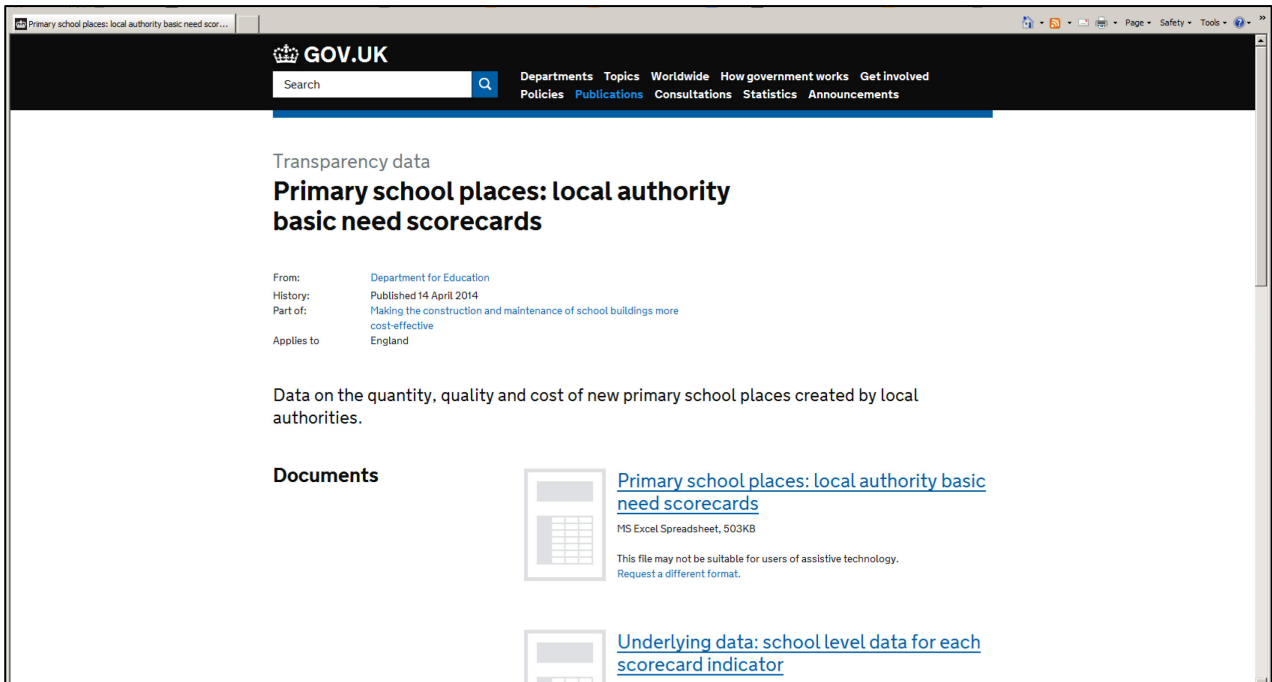 Primary school places: local authority basic need scor...
Page Safety Tools
GOV.UK
Search
Departments Topics Worldwide How government works Get involved
Policies Publications Consultations Statistics Announcements
Transparency data
Primary school places: local authority
basic need scorecards
From: Department for Education
History: Published 14 April 2014
Part of: Making the construction and maintenance of school buildings more
cost-effective
Applies to England
Data on the quantity, quality and cost of new primary school places created by local
authorities.
Documents
Primary school places: local authority basic
need scorecards
MS Excel Spreadsheet, 503KB
This file may not be suitable for users of assistive technology.
Request a different format.
Underlying data: school level data for each
scorecard indicator